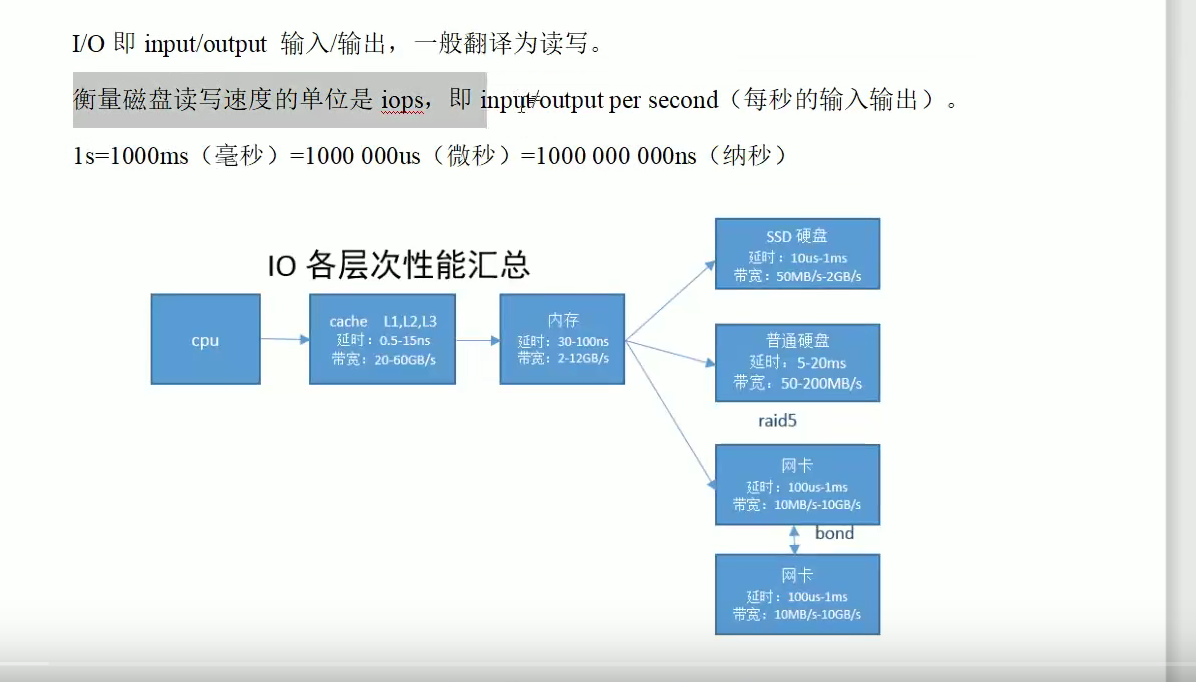 I/O 即 input/output 输入/输出，一般翻译为读写。
衡量磁盘读写速度的单位是 iops，即 input/output per second（每秒的输入输出）。
1s=1000ms（毫秒）=1000 000us（微秒）=1000 000 000ns（纳秒）
IO 各层次性能汇总
cpu
cache L1,L2,L3
延时：0.5-15ns
带宽：20-60GB/s
内存
延时：30-100ns
带宽：2-12GB/s
SSD 硬盘
延时：10us-1ms
带宽：50MB/s-2GB/s
普通硬盘
延时：5-20ms
带宽：50-200MB/s
raid5
网卡
延时：100us-1ms
带宽：10MB/s-10GB/s
bond
网卡
延时：100us-1ms
带宽：10MB/s-10GB/s